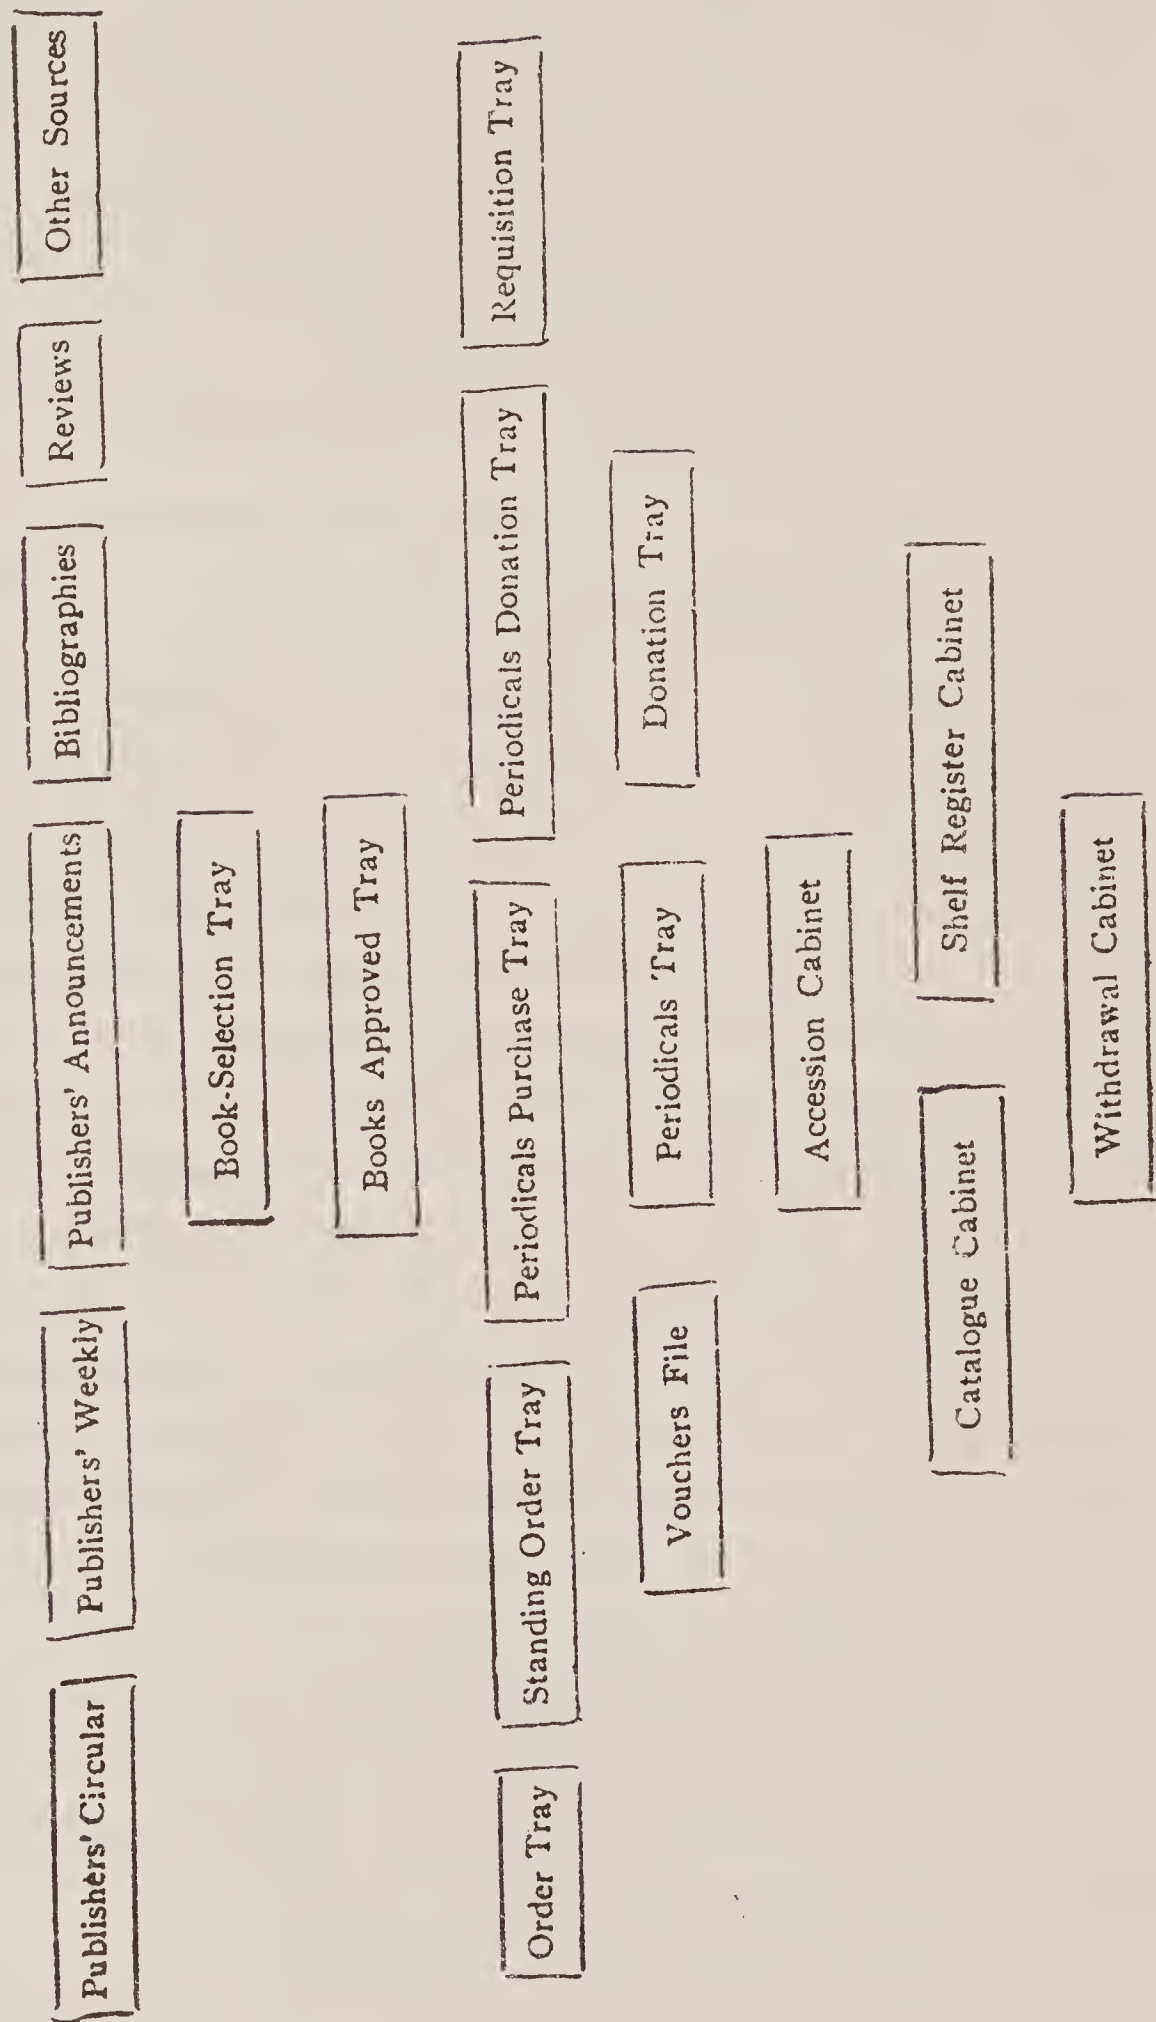 Publishers' Circular
Publishers' Weekly
Publishers' Announcements
Bibliographies
Reviews
Other Sources
Book-Selection Tray
Books Approved Tray
Order Tray
Standing Order Tray
Periodicals Purchase Tray
Periodicals Donation Tray
Requisition Tray
Vouchers File
Periodicals Tray
Donation Tray
Accession Cabinet
Catalogue Cabinet
Shelf Register Cabinet
Withdrawal Cabinet